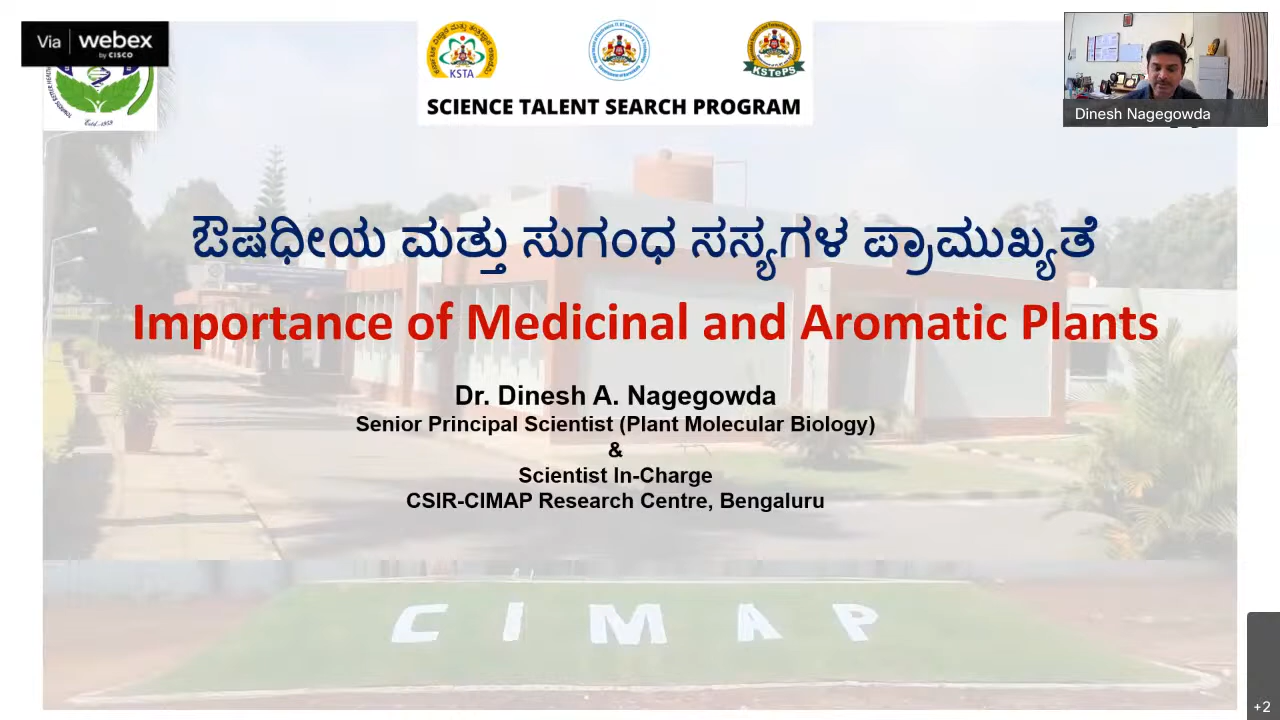 Via webex
by CISCO
KSTA
KSTePS
SCIENCE TALENT SEARCH PROGRAM
Dinesh Nagegowda
Estd.-1959
ಔಷಧೀಯ ಮತ್ತು ಸುಗಂಧ ಸಸ್ಯಗಳ ಪ್ರಾಮುಖ್ಯತೆ
Importance of Medicinal and Aromatic Plants
Dr. Dinesh A. Nagegowda
Senior Principal Scientist (Plant Molecular Biology)
&
Scientist In-Charge
CSIR-CIMAP Research Centre, Bengaluru
CIMAP
+2